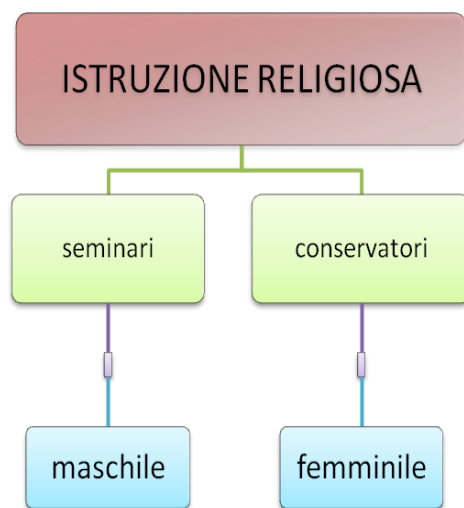 ISTRUZIONE RELIGIOSA
seminari
conservatori
maschile
femminile